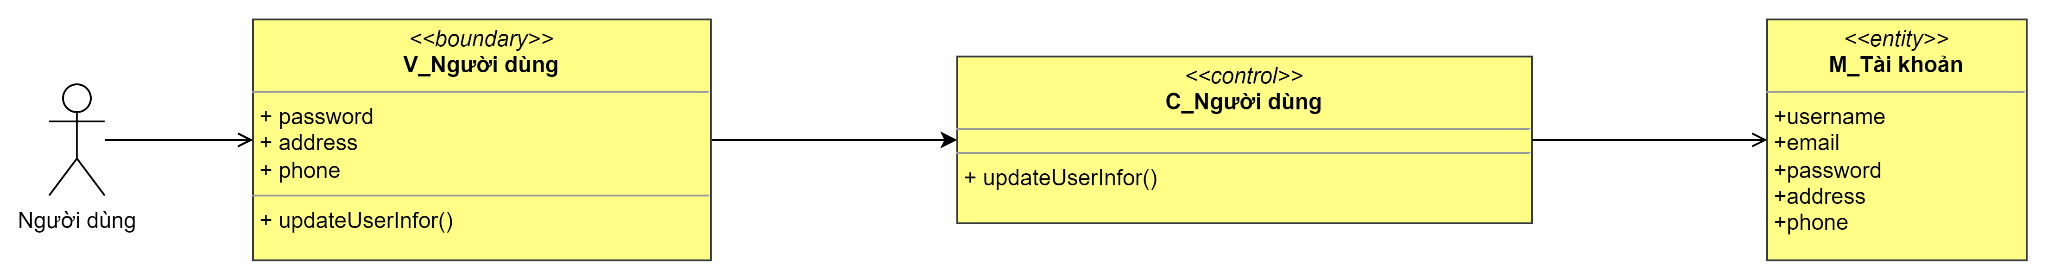 Người dùng
<<boundary>>
V_Người dùng
+ password
+ address
+ phone
+ updateUserInfor()
<<control>>
C_Người dùng
+ updateUserInfor()
<<entity>>
M_Tài khoản
+username
+email
+password
+address
+phone